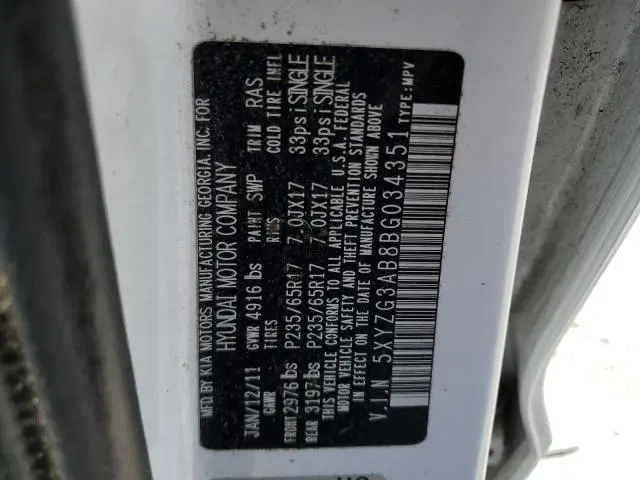 MFD.BY KIA MOTORS MANUFACTURING GEORGIA, INC. FOR
HYUNDAI MOTOR COMPANY
JAN/12/11 GVWR 4916 lbs PAINT SWP TRIM RAS
GAWR TIRES RIMS COLD TIRE INFL
FRONT 2976 lbs P235/65R17 7.0JX17 33psi SINGLE
REAR 3197 lbs P235/65R17 7.0JX17 33psi SINGLE
THIS VEHICLE CONFORMS TO ALL APPLICABLE U.S.A. FEDERAL
MOTOR VEHICLE SAFETY AND THEFT PREVENTION STANDARDS
IN EFFECT ON THE DATE OF MANUFACTURE SHOWN ABOVE
V.I.N 5XYZG3AB8BG034351 TYPE:MPV